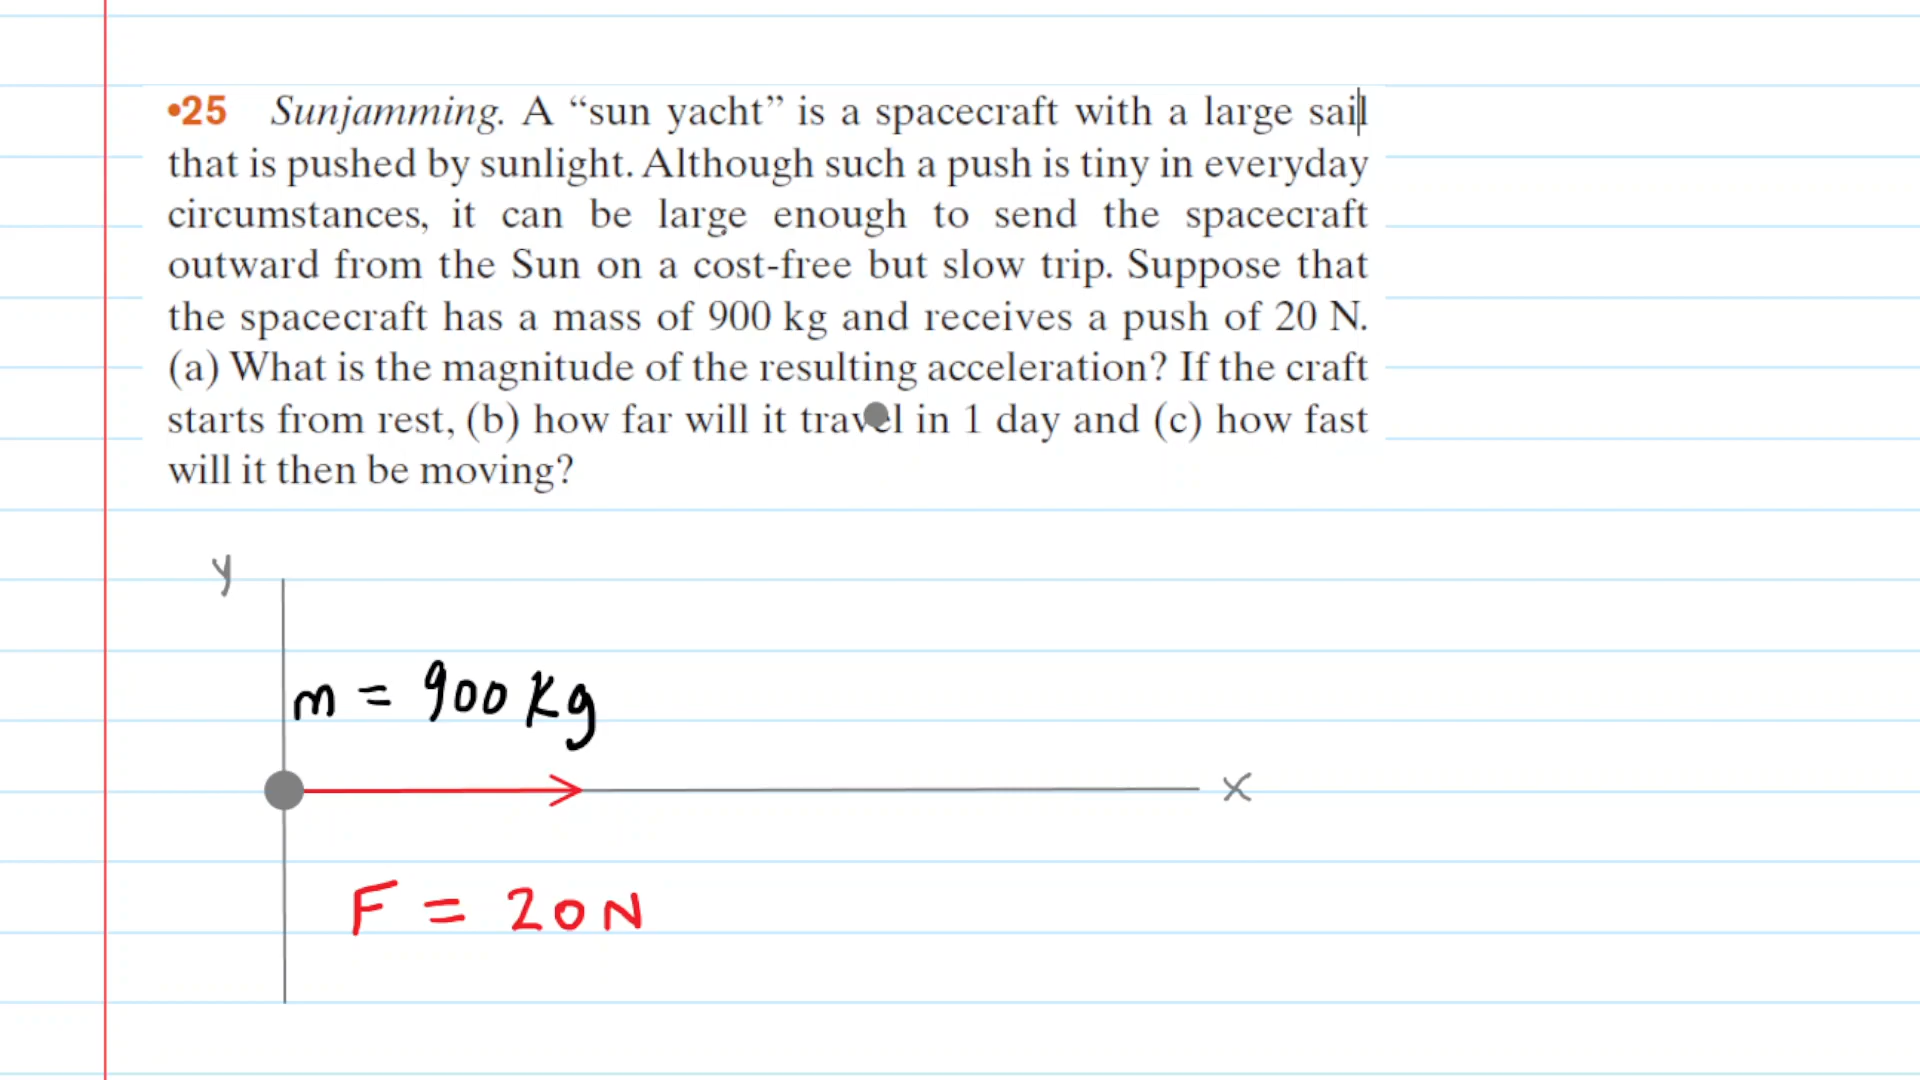 •25 Sunjamming. A “sun yacht” is a spacecraft with a large sail
that is pushed by sunlight. Although such a push is tiny in everyday
circumstances, it can be large enough to send the spacecraft
outward from the Sun on a cost-free but slow trip. Suppose that
the spacecraft has a mass of 900 kg and receives a push of 20 N.
(a) What is the magnitude of the resulting acceleration? If the craft
starts from rest, (b) how far will it travel in 1 day and (c) how fast
will it then be moving?
y
m = 900 kg
x
F = 20N